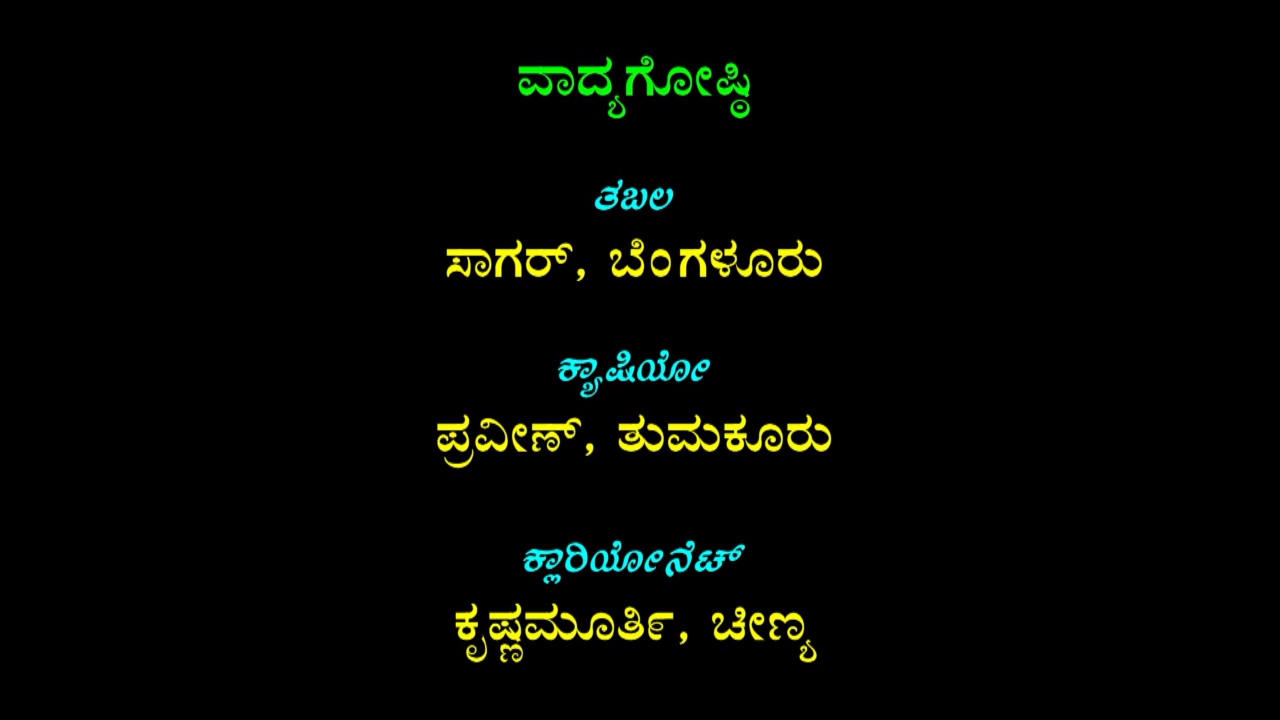 ವಾದ್ಯಗೋಷ್ಠಿ
ತಬಲ
ಸಾಗರ್, ಬೆಂಗಳೂರು
ಕ್ಯಾಷಿಯೋ
ಪ್ರವೀಣ್, ತುಮಕೂರು
ಕ್ಲಾರಿಯೋನೆಟ್
ಕೃಷ್ಣಮೂರ್ತಿ, ಚೀಣ್ಯ